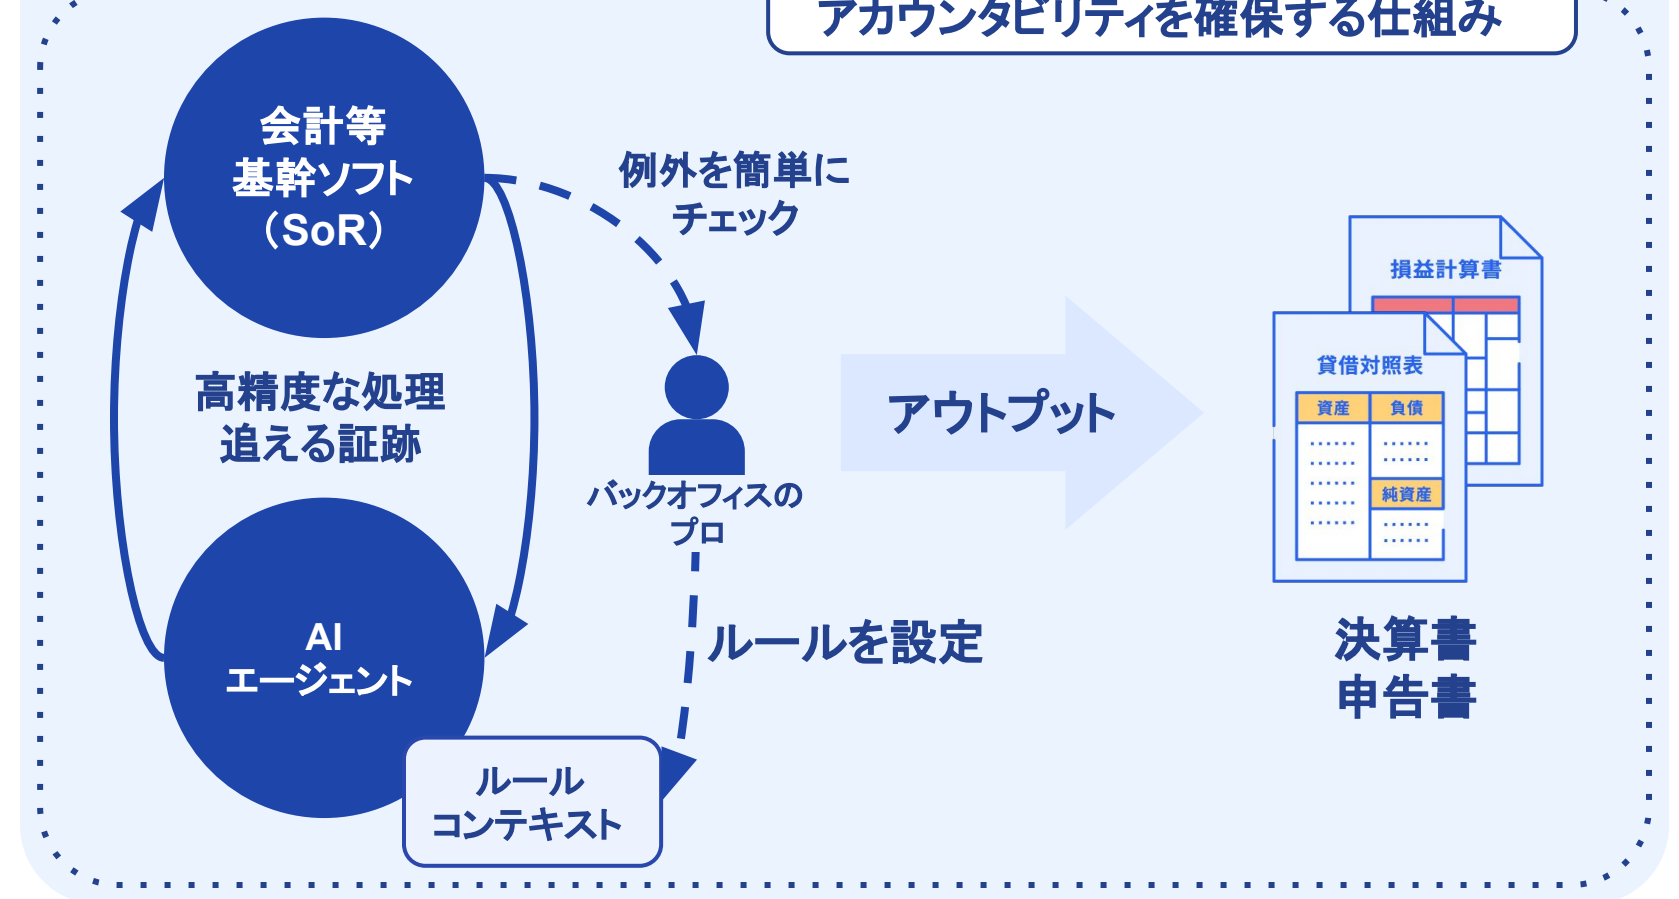 アカウンタビリティを確保する仕組み
会計等
基幹ソフト
（SoR）
例外を簡単に
チェック
高精度な処理
追える証跡
バックオフィスの
プロ
アウトプット
損益計算書
貸借対照表
資産
負債
純資産
AI
エージェント
ルールを設定
ルール
コンテキスト
決算書
申告書